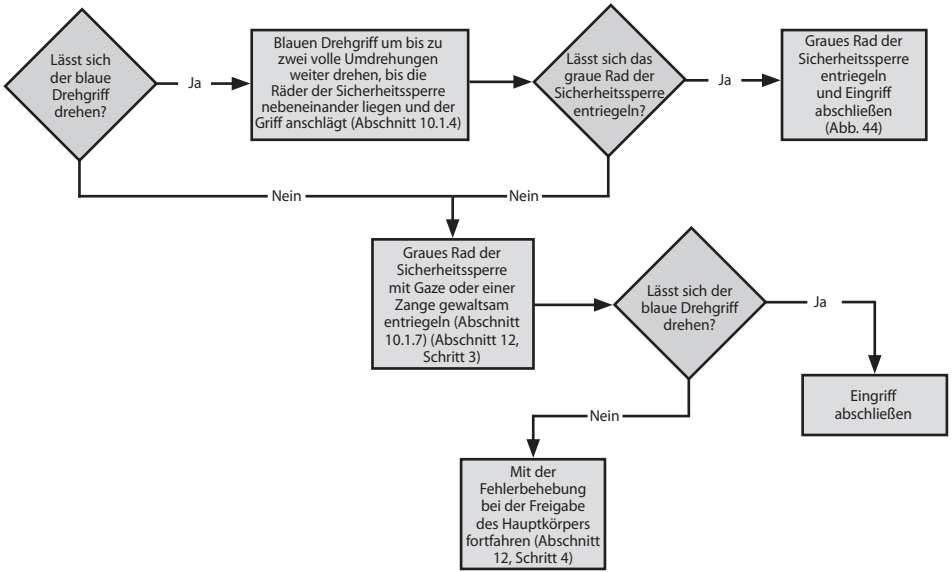 Lässt sich
der blaue
Drehgriff
drehen?
Ja
Blauen Drehgriff um bis zu
zwei volle Umdrehungen
weiter drehen, bis die
Räder der Sicherheitssperre
nebeneinander liegen und der
Griff anschlägt (Abschnitt 10.1.4)
Lässt sich das
graue Rad der
Sicherheitssperre
entriegeln?
Ja
Graues Rad der
Sicherheitssperre
entriegeln
und Eingriff
abschließen
(Abb. 44)
Nein
Nein
Graues Rad der
Sicherheitssperre
mit Gaze oder einer
Zange gewaltsam
entriegeln (Abschnitt
10.1.7) (Abschnitt 12,
Schritt 3)
Lässt sich der
blaue Drehgriff
drehen?
Ja
Eingriff
abschließen
Nein
Mit der
Fehlerbehebung
bei der Freigabe
des Hauptkörpers
fortfahren (Abschnitt
12, Schritt 4)